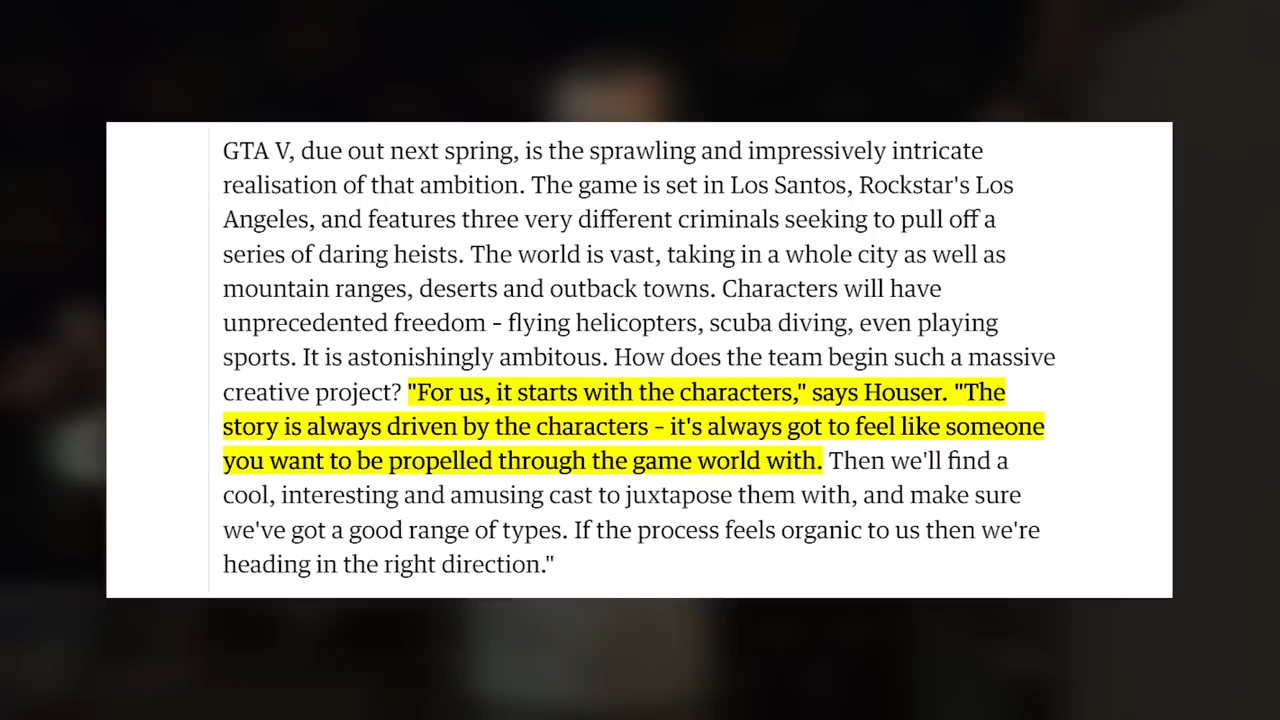 GTA V, due out next spring, is the sprawling and impressively intricate
realisation of that ambition. The game is set in Los Santos, Rockstar's Los
Angeles, and features three very different criminals seeking to pull off a
series of daring heists. The world is vast, taking in a whole city as well as
mountain ranges, deserts and outback towns. Characters will have
unprecedented freedom – flying helicopters, scuba diving, even playing
sports. It is astonishingly ambitous. How does the team begin such a massive
creative project? "For us, it starts with the characters," says Houser. "The
story is always driven by the characters – it's always got to feel like someone
you want to be propelled through the game world with. Then we'll find a
cool, interesting and amusing cast to juxtapose them with, and make sure
we've got a good range of types. If the process feels organic to us then we're
heading in the right direction."